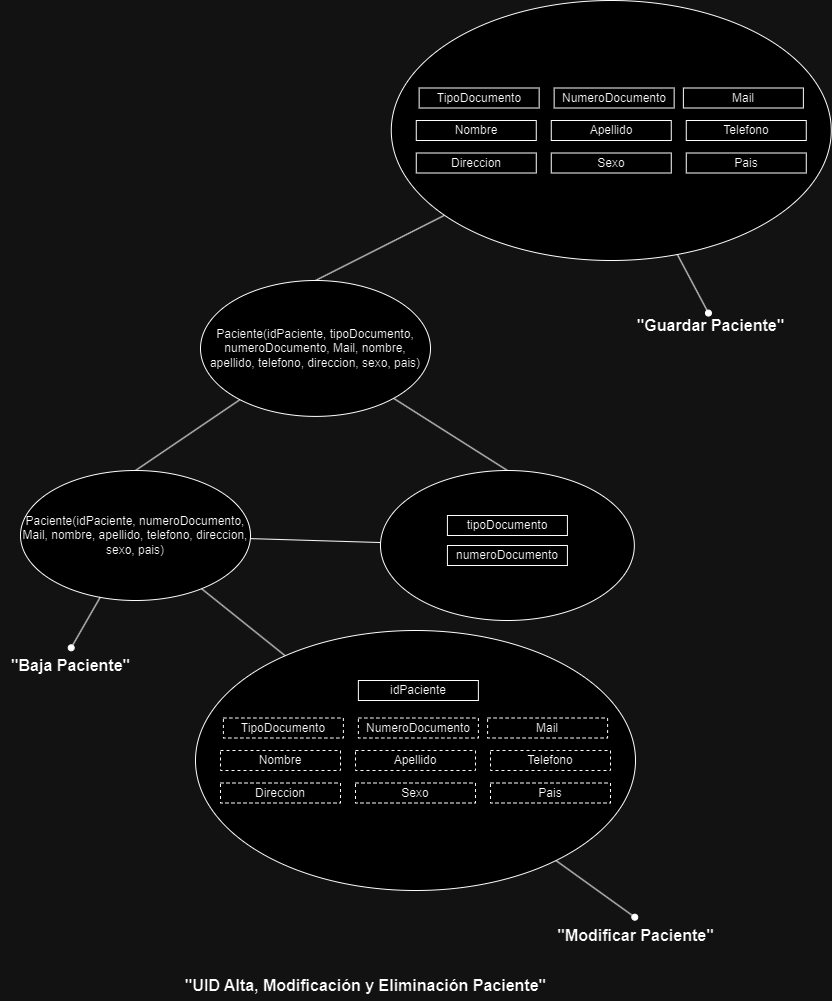 TipoDocumento NumeroDocumento Mail
Nombre Apellido Telefono
Direccion Sexo Pais
"Guardar Paciente"
Paciente(idPaciente, tipoDocumento,
numeroDocumento, Mail, nombre,
apellido, telefono, direccion, sexo, pais)
Paciente(idPaciente, numeroDocumento,
Mail, nombre, apellido, telefono, direccion,
sexo, pais)
tipoDocumento
numeroDocumento
"Baja Paciente"
idPaciente
TipoDocumento NumeroDocumento Mail
Nombre Apellido Telefono
Direccion Sexo Pais
"Modificar Paciente"
"UID Alta, Modificación y Eliminación Paciente"